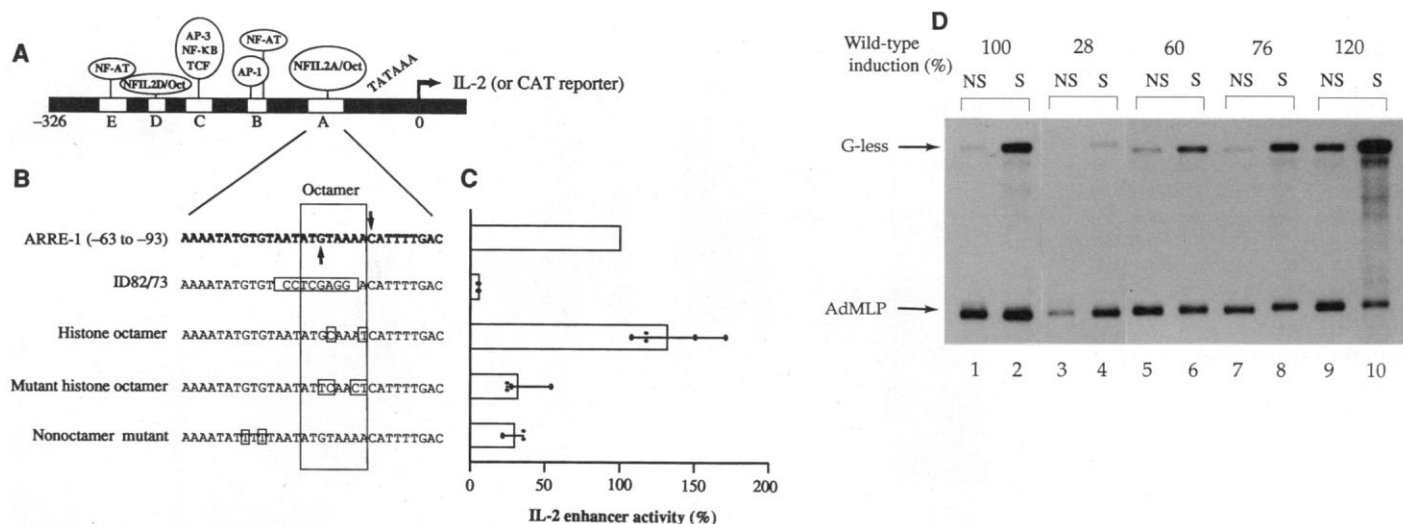 A
AP-3
NF-KB
TCF
NF-AT
NF-AT
NFIL2D/Oct
AP-1
NFIL2A/Oct
TATAAA
IL-2 (or CAT reporter)
–326
E
D
C
B
A
0
B
C
Octamer
ARRE-1 (–63 to –93)
AAAATATGTGTAATATGTAAAACATTTTGAC
ID82/73
AAAATATGTGT CCTCGAGG ACATTTTGAC
Histone octamer
AAAATATGTGTAATATGCAAATCATTTTGAC
Mutant histone octamer
AAAATATGTGTAATATTCAACTCATTTTGAC
Nonoctamer mutant
AAAATATTTTTAATATGTAAAACATTTTGAC
0
50
100
150
200
IL-2 enhancer activity (%)
D
Wild-type induction (%)
100
28
60
76
120
NS
S
NS
S
NS
S
NS
S
NS
S
G-less
AdMLP
1
2
3
4
5
6
7
8
9
10